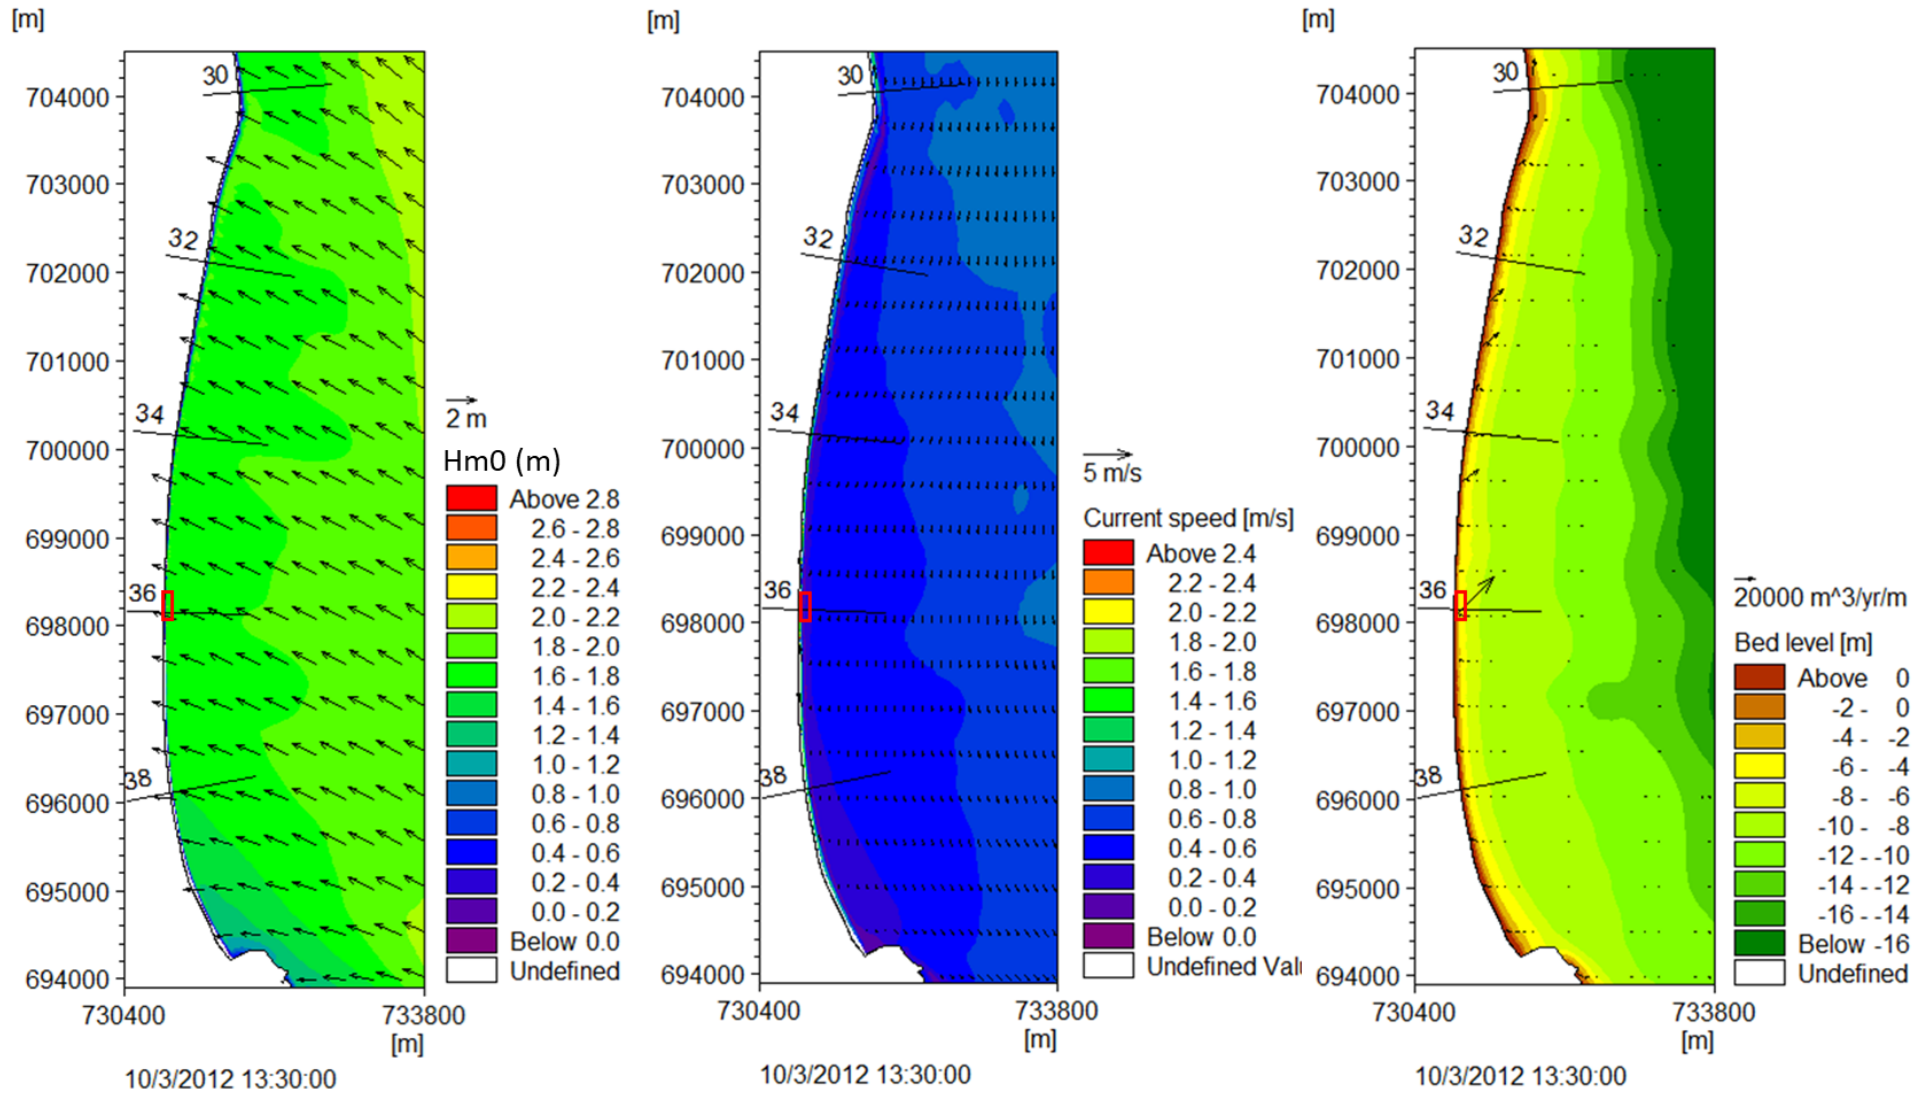 [m]
30
704000
703000
32
702000
701000
34
700000
699000
36
698000
697000
38
696000
695000
694000
730400
733800
[m]
10/3/2012 13:30:00
2 m
Hm0 (m)
Above 2.8
2.6 - 2.8
2.4 - 2.6
2.2 - 2.4
2.0 - 2.2
1.8 - 2.0
1.6 - 1.8
1.4 - 1.6
1.2 - 1.4
1.0 - 1.2
0.8 - 1.0
0.6 - 0.8
0.4 - 0.6
0.2 - 0.4
0.0 - 0.2
Below 0.0
Undefined
[m]
30
704000
703000
32
702000
701000
34
700000
699000
36
698000
697000
38
696000
695000
694000
730400
733800
[m]
10/3/2012 13:30:00
5 m/s
Current speed [m/s]
Above 2.4
2.2 - 2.4
2.0 - 2.2
1.8 - 2.0
1.6 - 1.8
1.4 - 1.6
1.2 - 1.4
1.0 - 1.2
0.8 - 1.0
0.6 - 0.8
0.4 - 0.6
0.2 - 0.4
0.0 - 0.2
Below 0.0
Undefined Val
[m]
30
704000
703000
32
702000
701000
34
700000
699000
36
698000
697000
38
696000
695000
694000
730400
733800
[m]
10/3/2012 13:30:00
20000 m^3/yr/m
Bed level [m]
Above 0
-2 - 0
-4 - -2
-6 - -4
-8 - -6
-10 - -8
-12 - -10
-14 - -12
-16 - -14
Below -16
Undefined